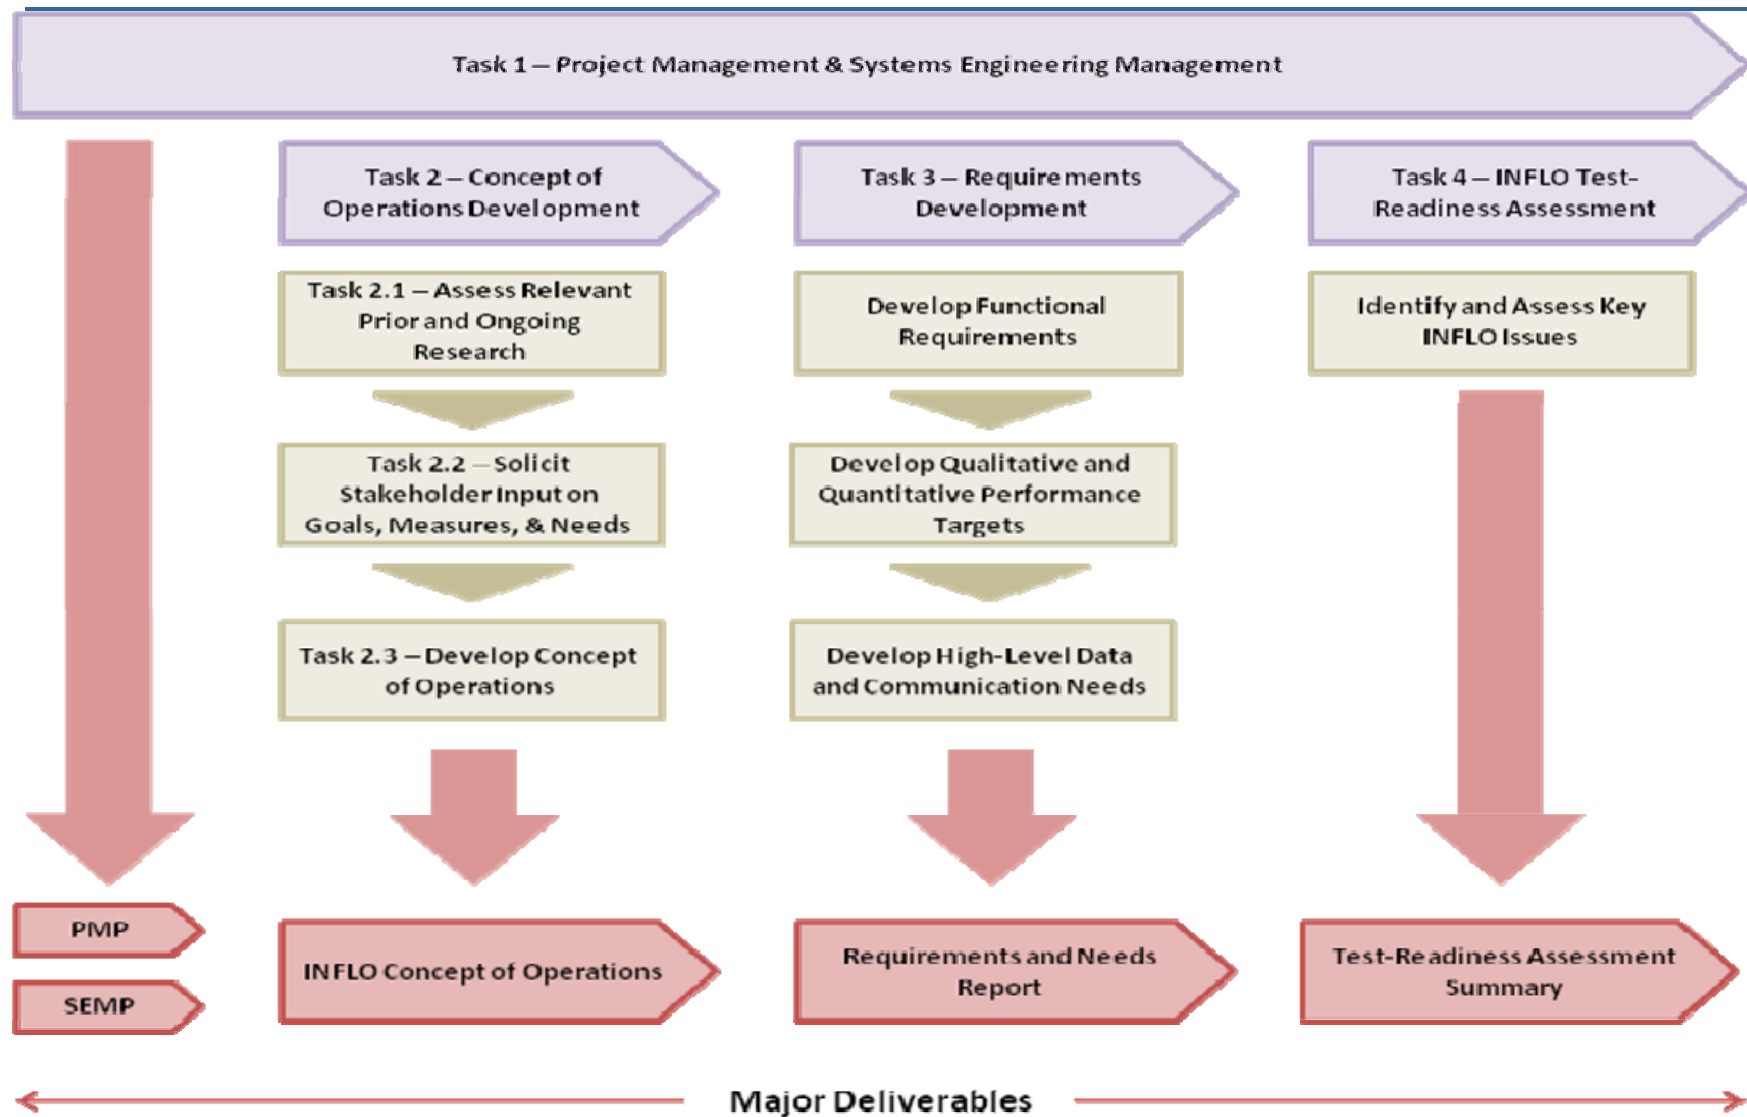 Task 1 – Project Management & Systems Engineering Management
Task 2 – Concept of
Operations Development
Task 3 – Requirements
Development
Task 4 – INFLO Test-
Readiness Assessment
Task 2.1 – Assess Relevant
Prior and Ongoing
Research
Develop Functional
Requirements
Identify and Assess Key
INFLO Issues
Task 2.2 – Solicit
Stakeholder Input on
Goals, Measures, & Needs
Develop Qualitative and
Quantitative Performance
Targets
Task 2.3 – Develop Concept
of Operations
Develop High-Level Data
and Communication Needs
PMP
SEMP
INFLO Concept of Operations
Requirements and Needs
Report
Test-Readiness Assessment
Summary
Major Deliverables